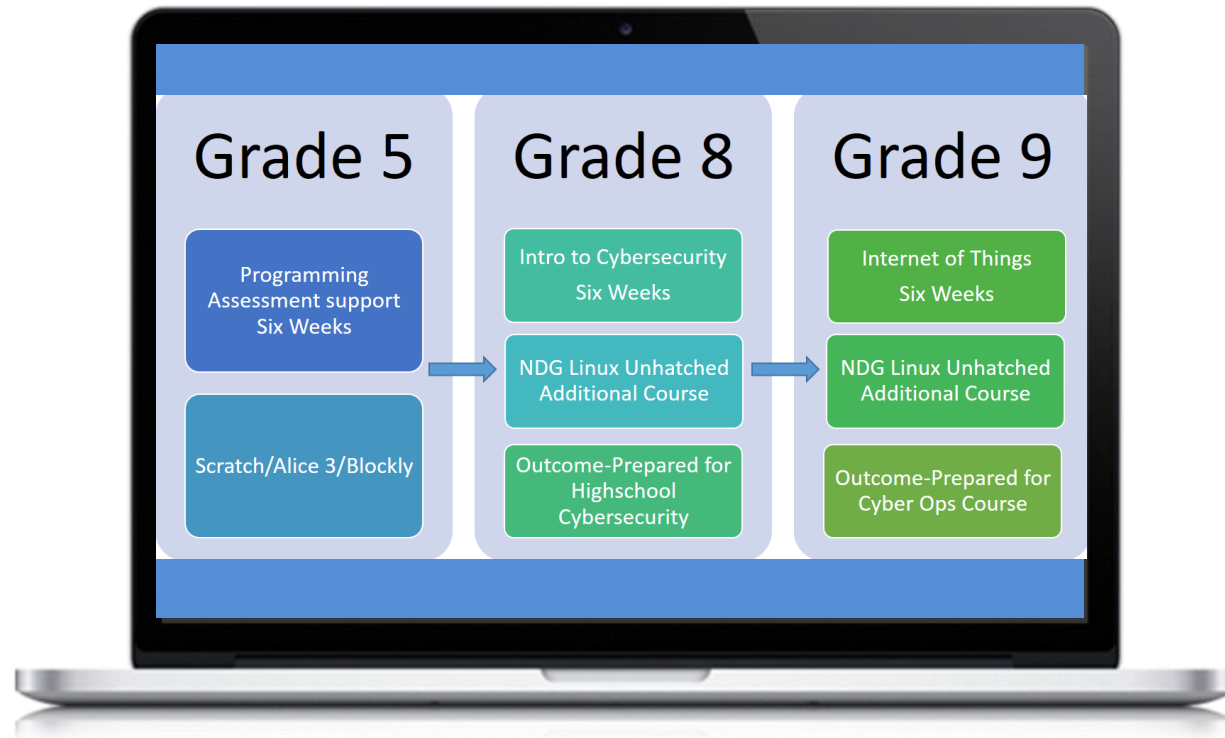 Grade 5
Programming
Assessment support
Six Weeks
Scratch/Alice 3/Blockly
Grade 8
Intro to Cybersecurity
Six Weeks
NDG Linux Unhatched
Additional Course
Outcome-Prepared for
Highschool
Cybersecurity
Grade 9
Internet of Things
Six Weeks
NDG Linux Unhatched
Additional Course
Outcome-Prepared for
Cyber Ops Course